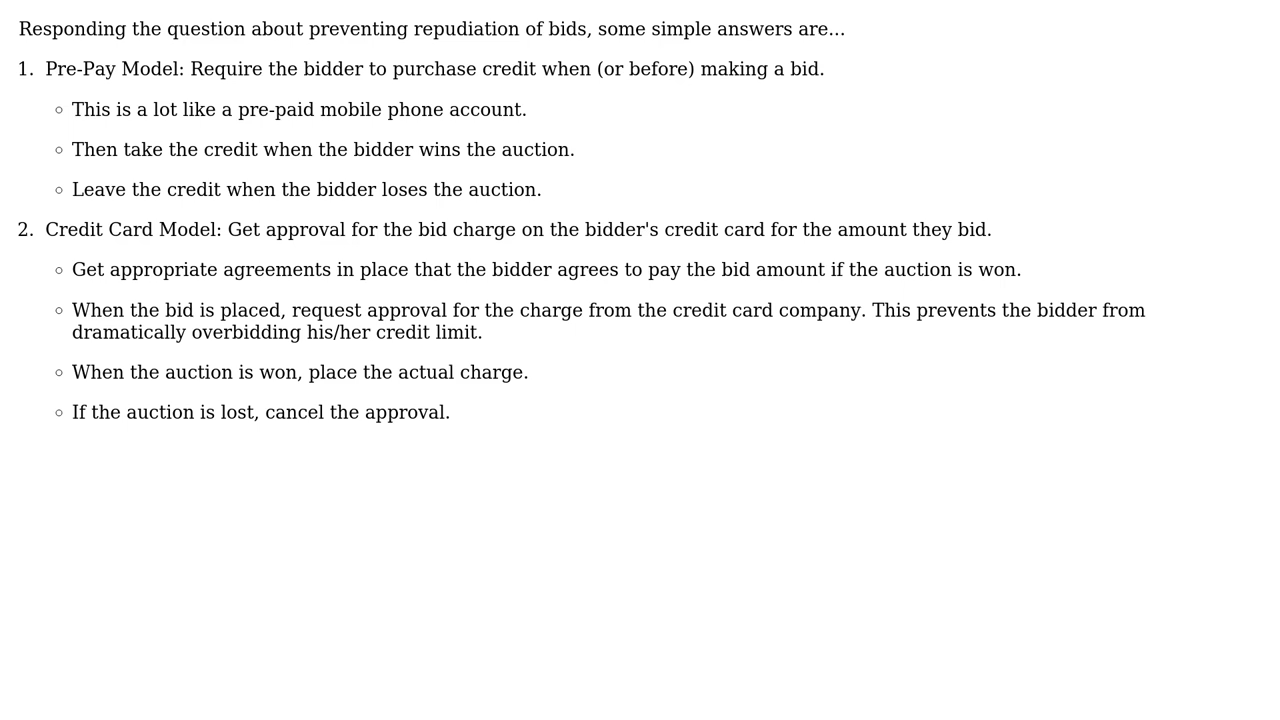 Responding the question about preventing repudiation of bids, some simple answers are...
1. Pre-Pay Model: Require the bidder to purchase credit when (or before) making a bid.
◦ This is a lot like a pre-paid mobile phone account.
◦ Then take the credit when the bidder wins the auction.
◦ Leave the credit when the bidder loses the auction.
2. Credit Card Model: Get approval for the bid charge on the bidder's credit card for the amount they bid.
◦ Get appropriate agreements in place that the bidder agrees to pay the bid amount if the auction is won.
◦ When the bid is placed, request approval for the charge from the credit card company. This prevents the bidder from
dramatically overbidding his/her credit limit.
◦ When the auction is won, place the actual charge.
◦ If the auction is lost, cancel the approval.